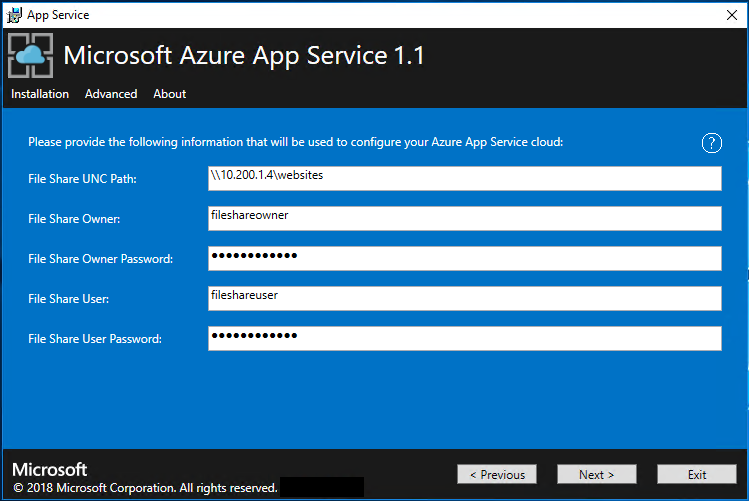 App Service
Microsoft Azure App Service 1.1
Installation Advanced About
Please provide the following information that will be used to configure your Azure App Service cloud: ?
File Share UNC Path: \\10.200.1.4\websites
File Share Owner: fileshareowner
File Share Owner Password: ●●●●●●●●●●●●
File Share User: fileshareuser
File Share User Password: ●●●●●●●●●●●●
Microsoft
© 2018 Microsoft Corporation. All rights reserved.
< Previous Next > Exit